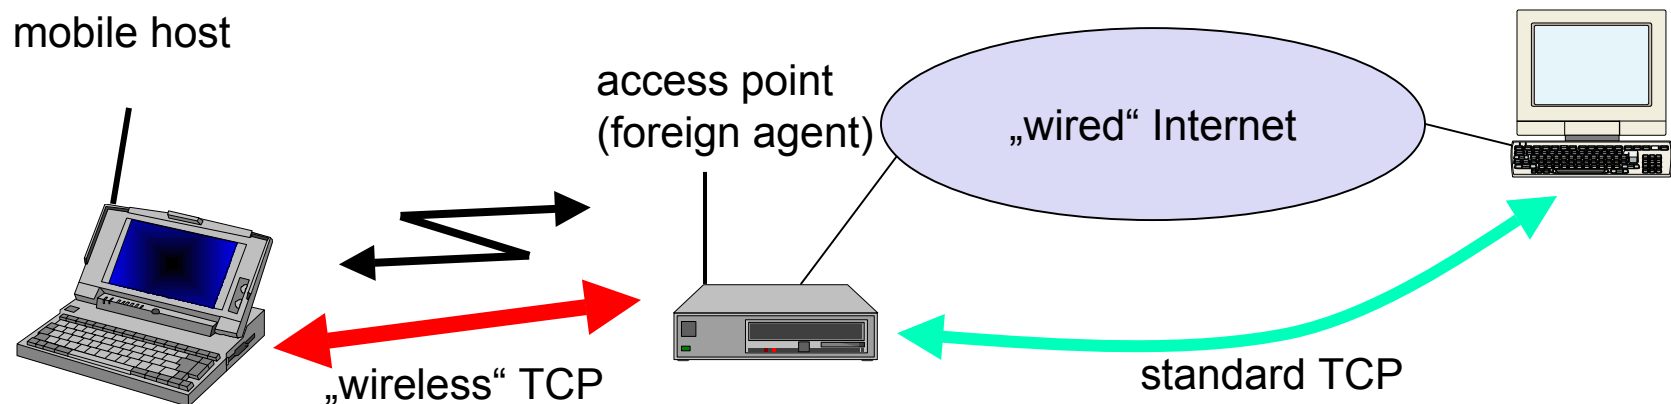 mobile host
access point
(foreign agent)
„wired“ Internet
„wireless“ TCP
standard TCP